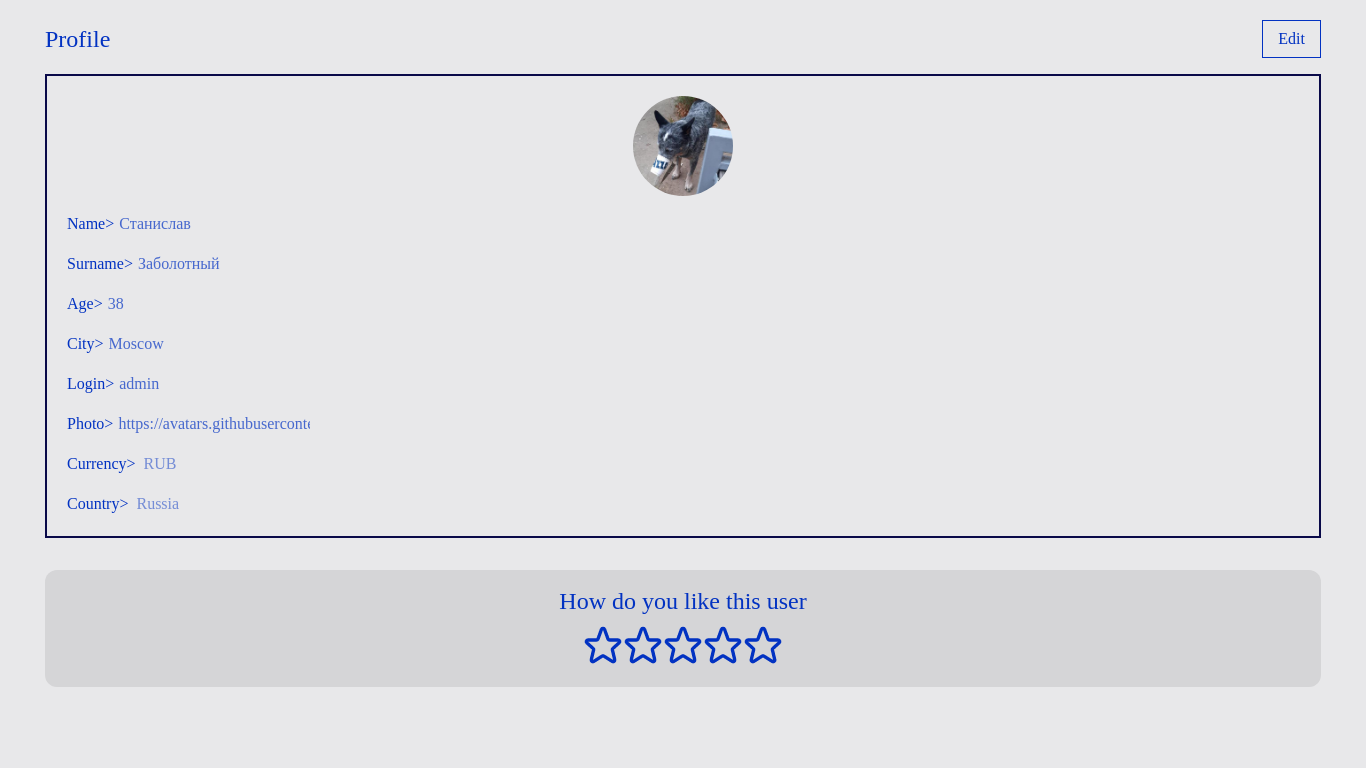 Profile
Edit
Name> Станислав
Surname> Заболотный
Age> 38
City> Moscow
Login> admin
Photo> https://avatars.githubuserconte
Currency> RUB
Country> Russia
How do you like this user